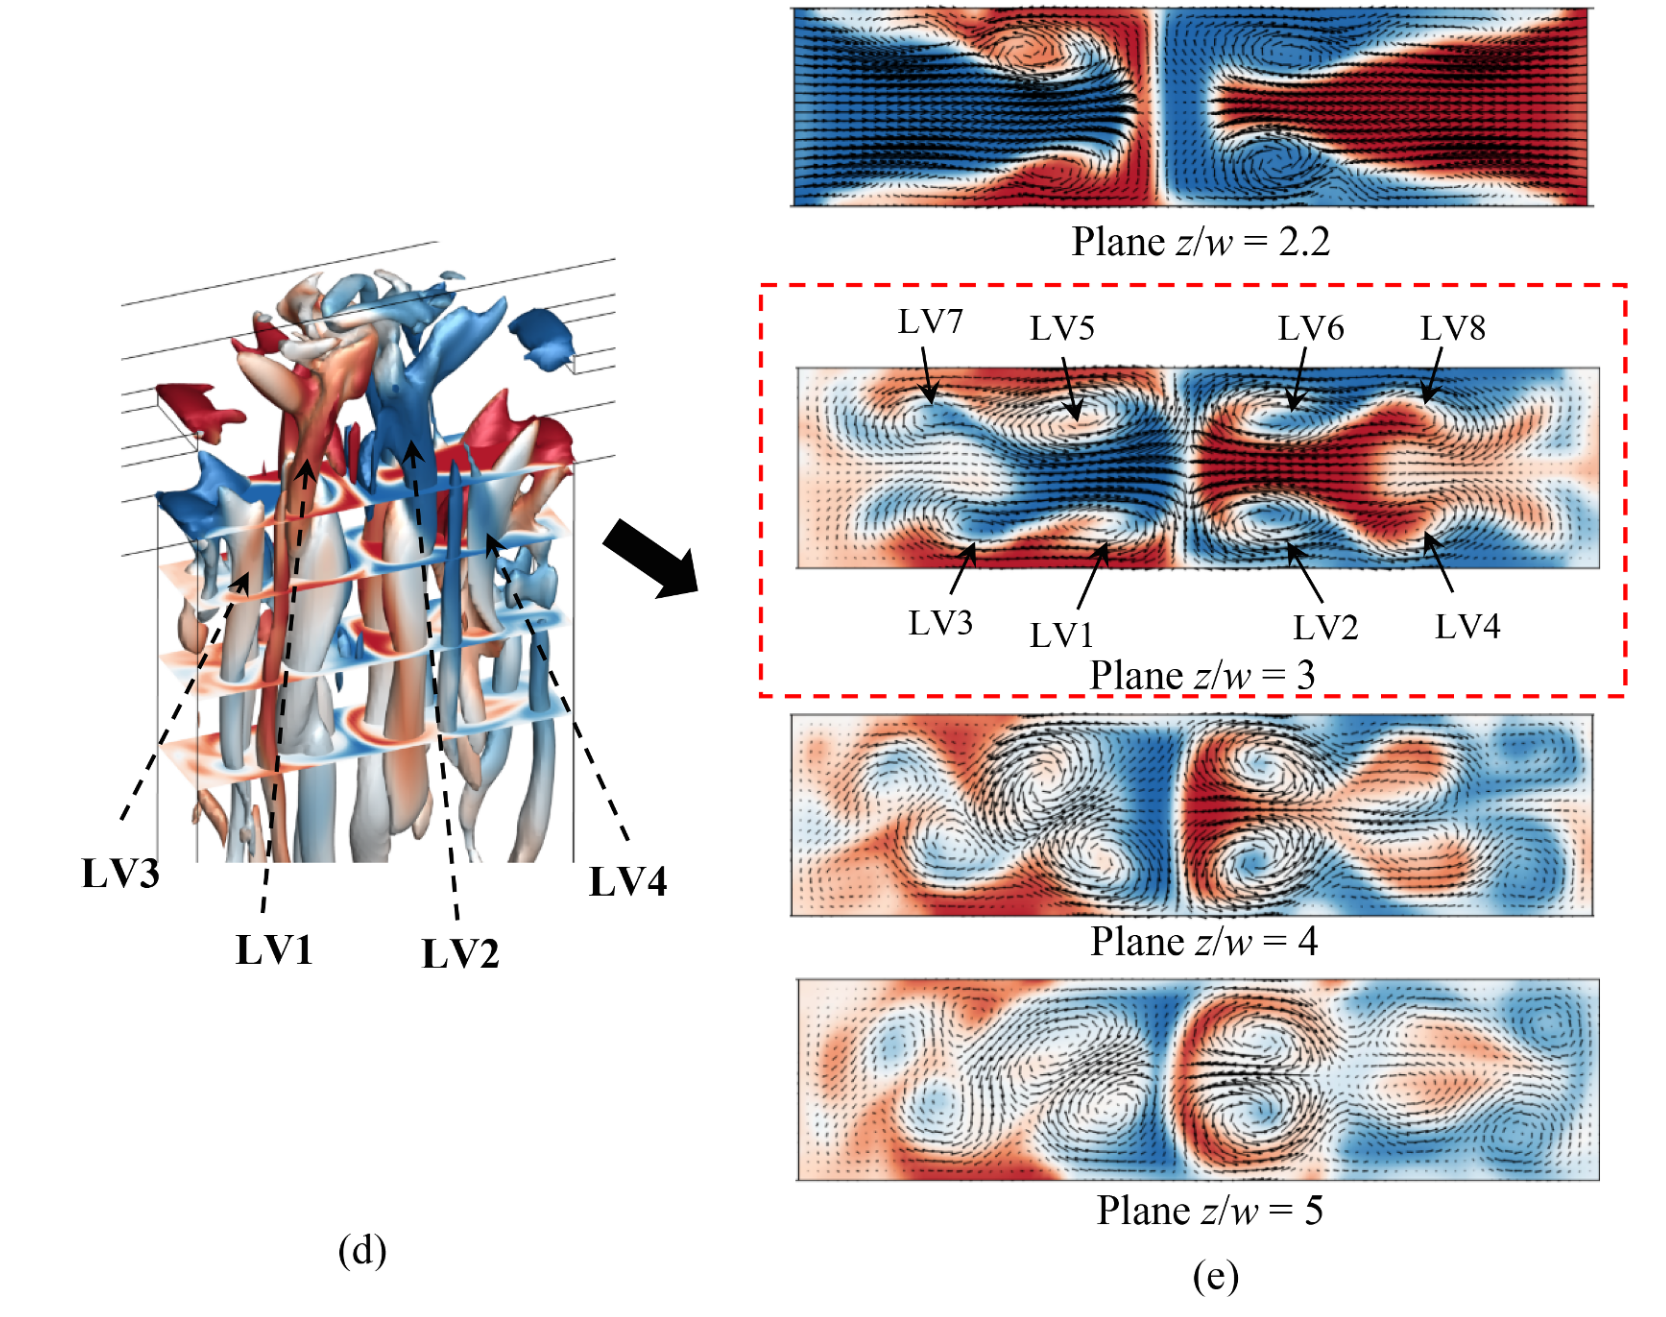 LV3
LV1
LV2
LV4
(d)
Plane z/w = 2.2
LV7
LV5
LV6
LV8
LV3
LV1
LV2
LV4
Plane z/w = 3
Plane z/w = 4
Plane z/w = 5
(e)